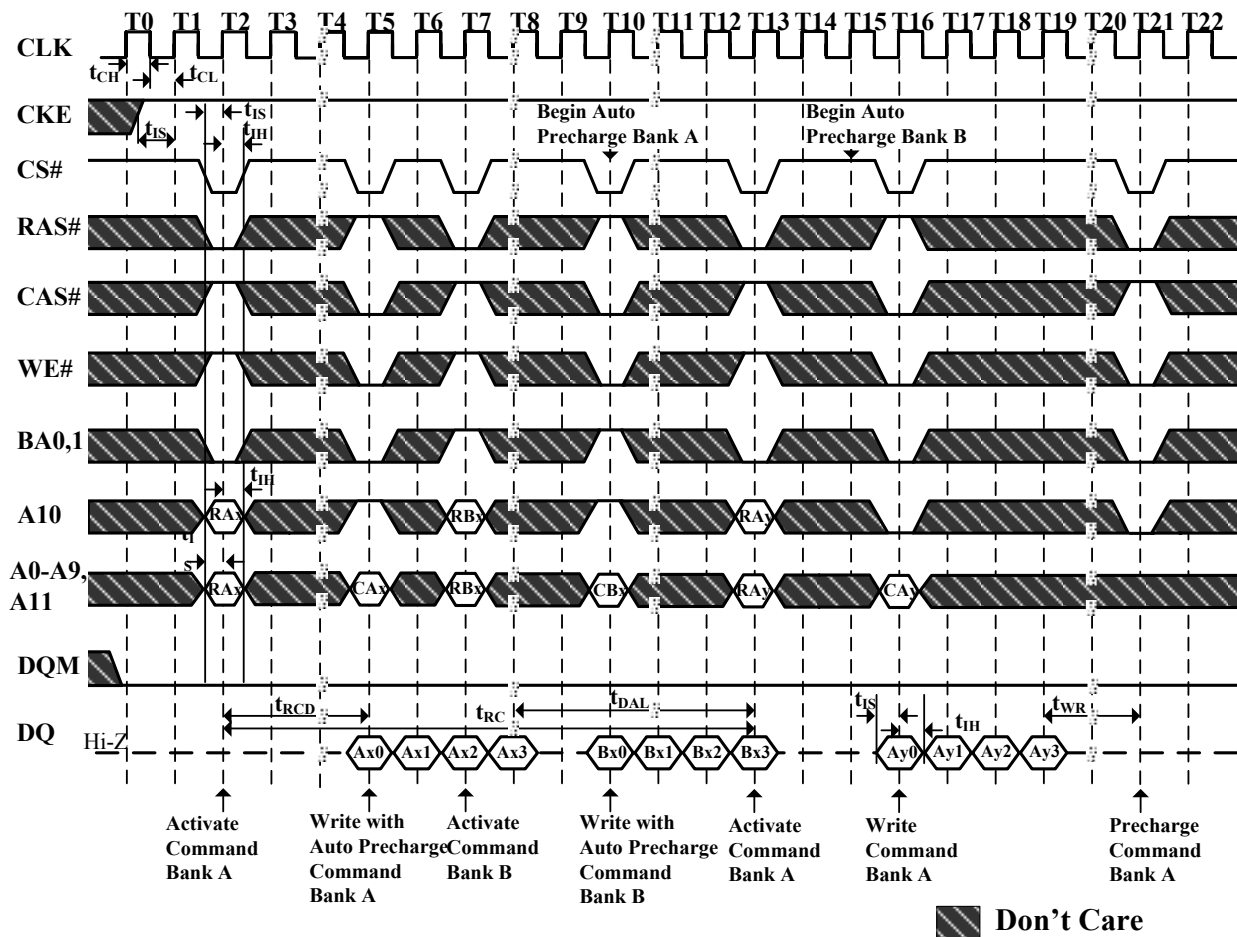 T0 T1 T2 T3 T4 T5 T6 T7 T8 T9 T10 T11 T12 T13 T14 T15 T16 T17 T18 T19 T20 T21 T22
CLK
tCH tCL
CKE
tIS
tIS
tIH
Begin Auto
Precharge Bank A
Begin Auto
Precharge Bank B
CS#
RAS#
CAS#
WE#
BA0,1
tIH
A10
RAx RBx RAy
tI
S
A0-A9,
A11
RAx CAx RBx CBx RAy CAy
DQM
tRCD tRC tDAL tIS tIH tWR
DQ
Hi-Z
Ax0 Ax1 Ax2 Ax3 Bx0 Bx1 Bx2 Bx3 Ay0 Ay1 Ay2 Ay3
Activate
Command
Bank A
Write with
Auto Precharge
Command
Bank A
Activate
Command
Bank B
Write with
Auto Precharge
Command
Bank B
Activate
Command
Bank A
Write
Command
Bank A
Precharge
Command
Bank A
Don't Care